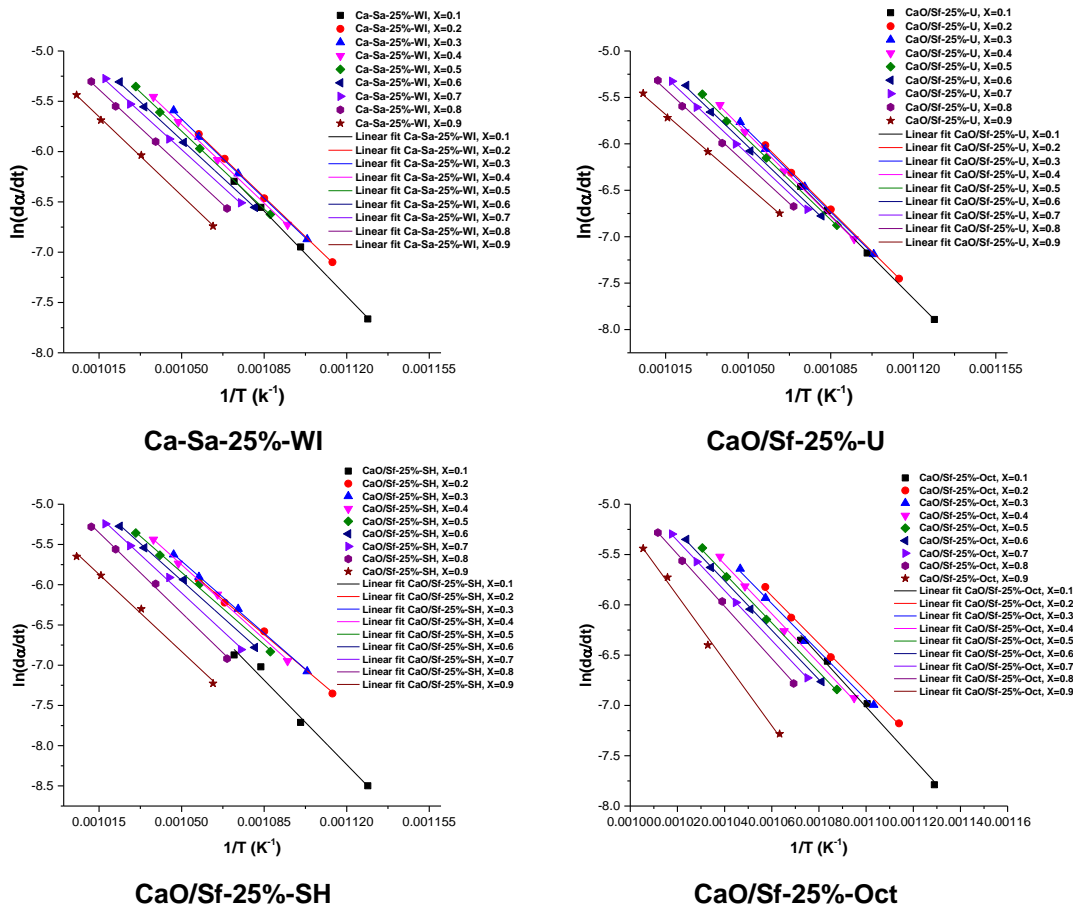 Ca-Sa-25%-WI, X=0.1
Ca-Sa-25%-WI, X=0.2
Ca-Sa-25%-WI, X=0.3
Ca-Sa-25%-WI, X=0.4
Ca-Sa-25%-WI, X=0.5
Ca-Sa-25%-WI, X=0.6
Ca-Sa-25%-WI, X=0.7
Ca-Sa-25%-WI, X=0.8
Ca-Sa-25%-WI, X=0.9
Linear fit Ca-Sa-25%-WI, X=0.1
Linear fit Ca-Sa-25%-WI, X=0.2
Linear fit Ca-Sa-25%-WI, X=0.3
Linear fit Ca-Sa-25%-WI, X=0.4
Linear fit Ca-Sa-25%-WI, X=0.5
Linear fit Ca-Sa-25%-WI, X=0.6
Linear fit Ca-Sa-25%-WI, X=0.7
Linear fit Ca-Sa-25%-WI, X=0.8
Linear fit Ca-Sa-25%-WI, X=0.9
-5.0
-5.5
-6.0
-6.5
-7.0
-7.5
-8.0
ln(dα/dt)
0.001015 0.001050 0.001085 0.001120 0.001155
1/T (k⁻¹)
Ca-Sa-25%-WI
CaO/Sf-25%-U, X=0.1
CaO/Sf-25%-U, X=0.2
CaO/Sf-25%-U, X=0.3
CaO/Sf-25%-U, X=0.4
CaO/Sf-25%-U, X=0.5
CaO/Sf-25%-U, X=0.6
CaO/Sf-25%-U, X=0.7
CaO/Sf-25%-U, X=0.8
CaO/Sf-25%-U, X=0.9
Linear fit CaO/Sf-25%-U, X=0.1
Linear fit CaO/Sf-25%-U, X=0.2
Linear fit CaO/Sf-25%-U, X=0.3
Linear fit CaO/Sf-25%-U, X=0.4
Linear fit CaO/Sf-25%-U, X=0.5
Linear fit CaO/Sf-25%-U, X=0.6
Linear fit CaO/Sf-25%-U, X=0.7
Linear fit CaO/Sf-25%-U, X=0.8
Linear fit CaO/Sf-25%-U, X=0.9
-5.0
-5.5
-6.0
-6.5
-7.0
-7.5
-8.0
ln(dα/dt)
0.001015 0.001050 0.001085 0.001120 0.001155
1/T (K⁻¹)
CaO/Sf-25%-U
CaO/Sf-25%-SH, X=0.1
CaO/Sf-25%-SH, X=0.2
CaO/Sf-25%-SH, X=0.3
CaO/Sf-25%-SH, X=0.4
CaO/Sf-25%-SH, X=0.5
CaO/Sf-25%-SH, X=0.6
CaO/Sf-25%-SH, X=0.7
CaO/Sf-25%-SH, X=0.8
CaO/Sf-25%-SH, X=0.9
Linear fit CaO/Sf-25%-SH, X=0.1
Linear fit CaO/Sf-25%-SH, X=0.2
Linear fit CaO/Sf-25%-SH, X=0.3
Linear fit CaO/Sf-25%-SH, X=0.4
Linear fit CaO/Sf-25%-SH, X=0.5
Linear fit CaO/Sf-25%-SH, X=0.6
Linear fit CaO/Sf-25%-SH, X=0.7
Linear fit CaO/Sf-25%-SH, X=0.8
Linear fit CaO/Sf-25%-SH, X=0.9
-5.0
-5.5
-6.0
-6.5
-7.0
-7.5
-8.0
-8.5
ln(dα/dt)
0.001015 0.001050 0.001085 0.001120 0.001155
1/T (K⁻¹)
CaO/Sf-25%-SH
CaO/Sf-25%-Oct, X=0.1
CaO/Sf-25%-Oct, X=0.2
CaO/Sf-25%-Oct, X=0.3
CaO/Sf-25%-Oct, X=0.4
CaO/Sf-25%-Oct, X=0.5
CaO/Sf-25%-Oct, X=0.6
CaO/Sf-25%-Oct, X=0.7
CaO/Sf-25%-Oct, X=0.8
CaO/Sf-25%-Oct, X=0.9
Linear fit CaO/Sf-25%-Oct, X=0.1
Linear fit CaO/Sf-25%-Oct, X=0.2
Linear fit CaO/Sf-25%-Oct, X=0.3
Linear fit CaO/Sf-25%-Oct, X=0.4
Linear fit CaO/Sf-25%-Oct, X=0.5
Linear fit CaO/Sf-25%-Oct, X=0.6
Linear fit CaO/Sf-25%-Oct, X=0.7
Linear fit CaO/Sf-25%-Oct, X=0.8
Linear fit CaO/Sf-25%-Oct, X=0.9
-5.0
-5.5
-6.0
-6.5
-7.0
-7.5
-8.0
ln(dα/dt)
0.001000 0.001020 0.001040 0.001060 0.001080 0.001100 0.001120 0.001140 0.00116
1/T (K⁻¹)
CaO/Sf-25%-Oct